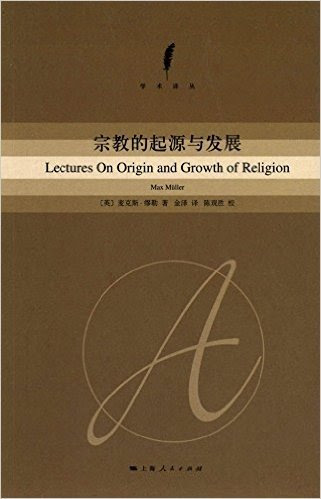 学术译丛
宗教的起源与发展
Lectures On Origin and Growth of Religion
Max Müller
〔英〕麦克斯·缪勒 著 金泽 译 陈观胜 校
A
上海人民出版社